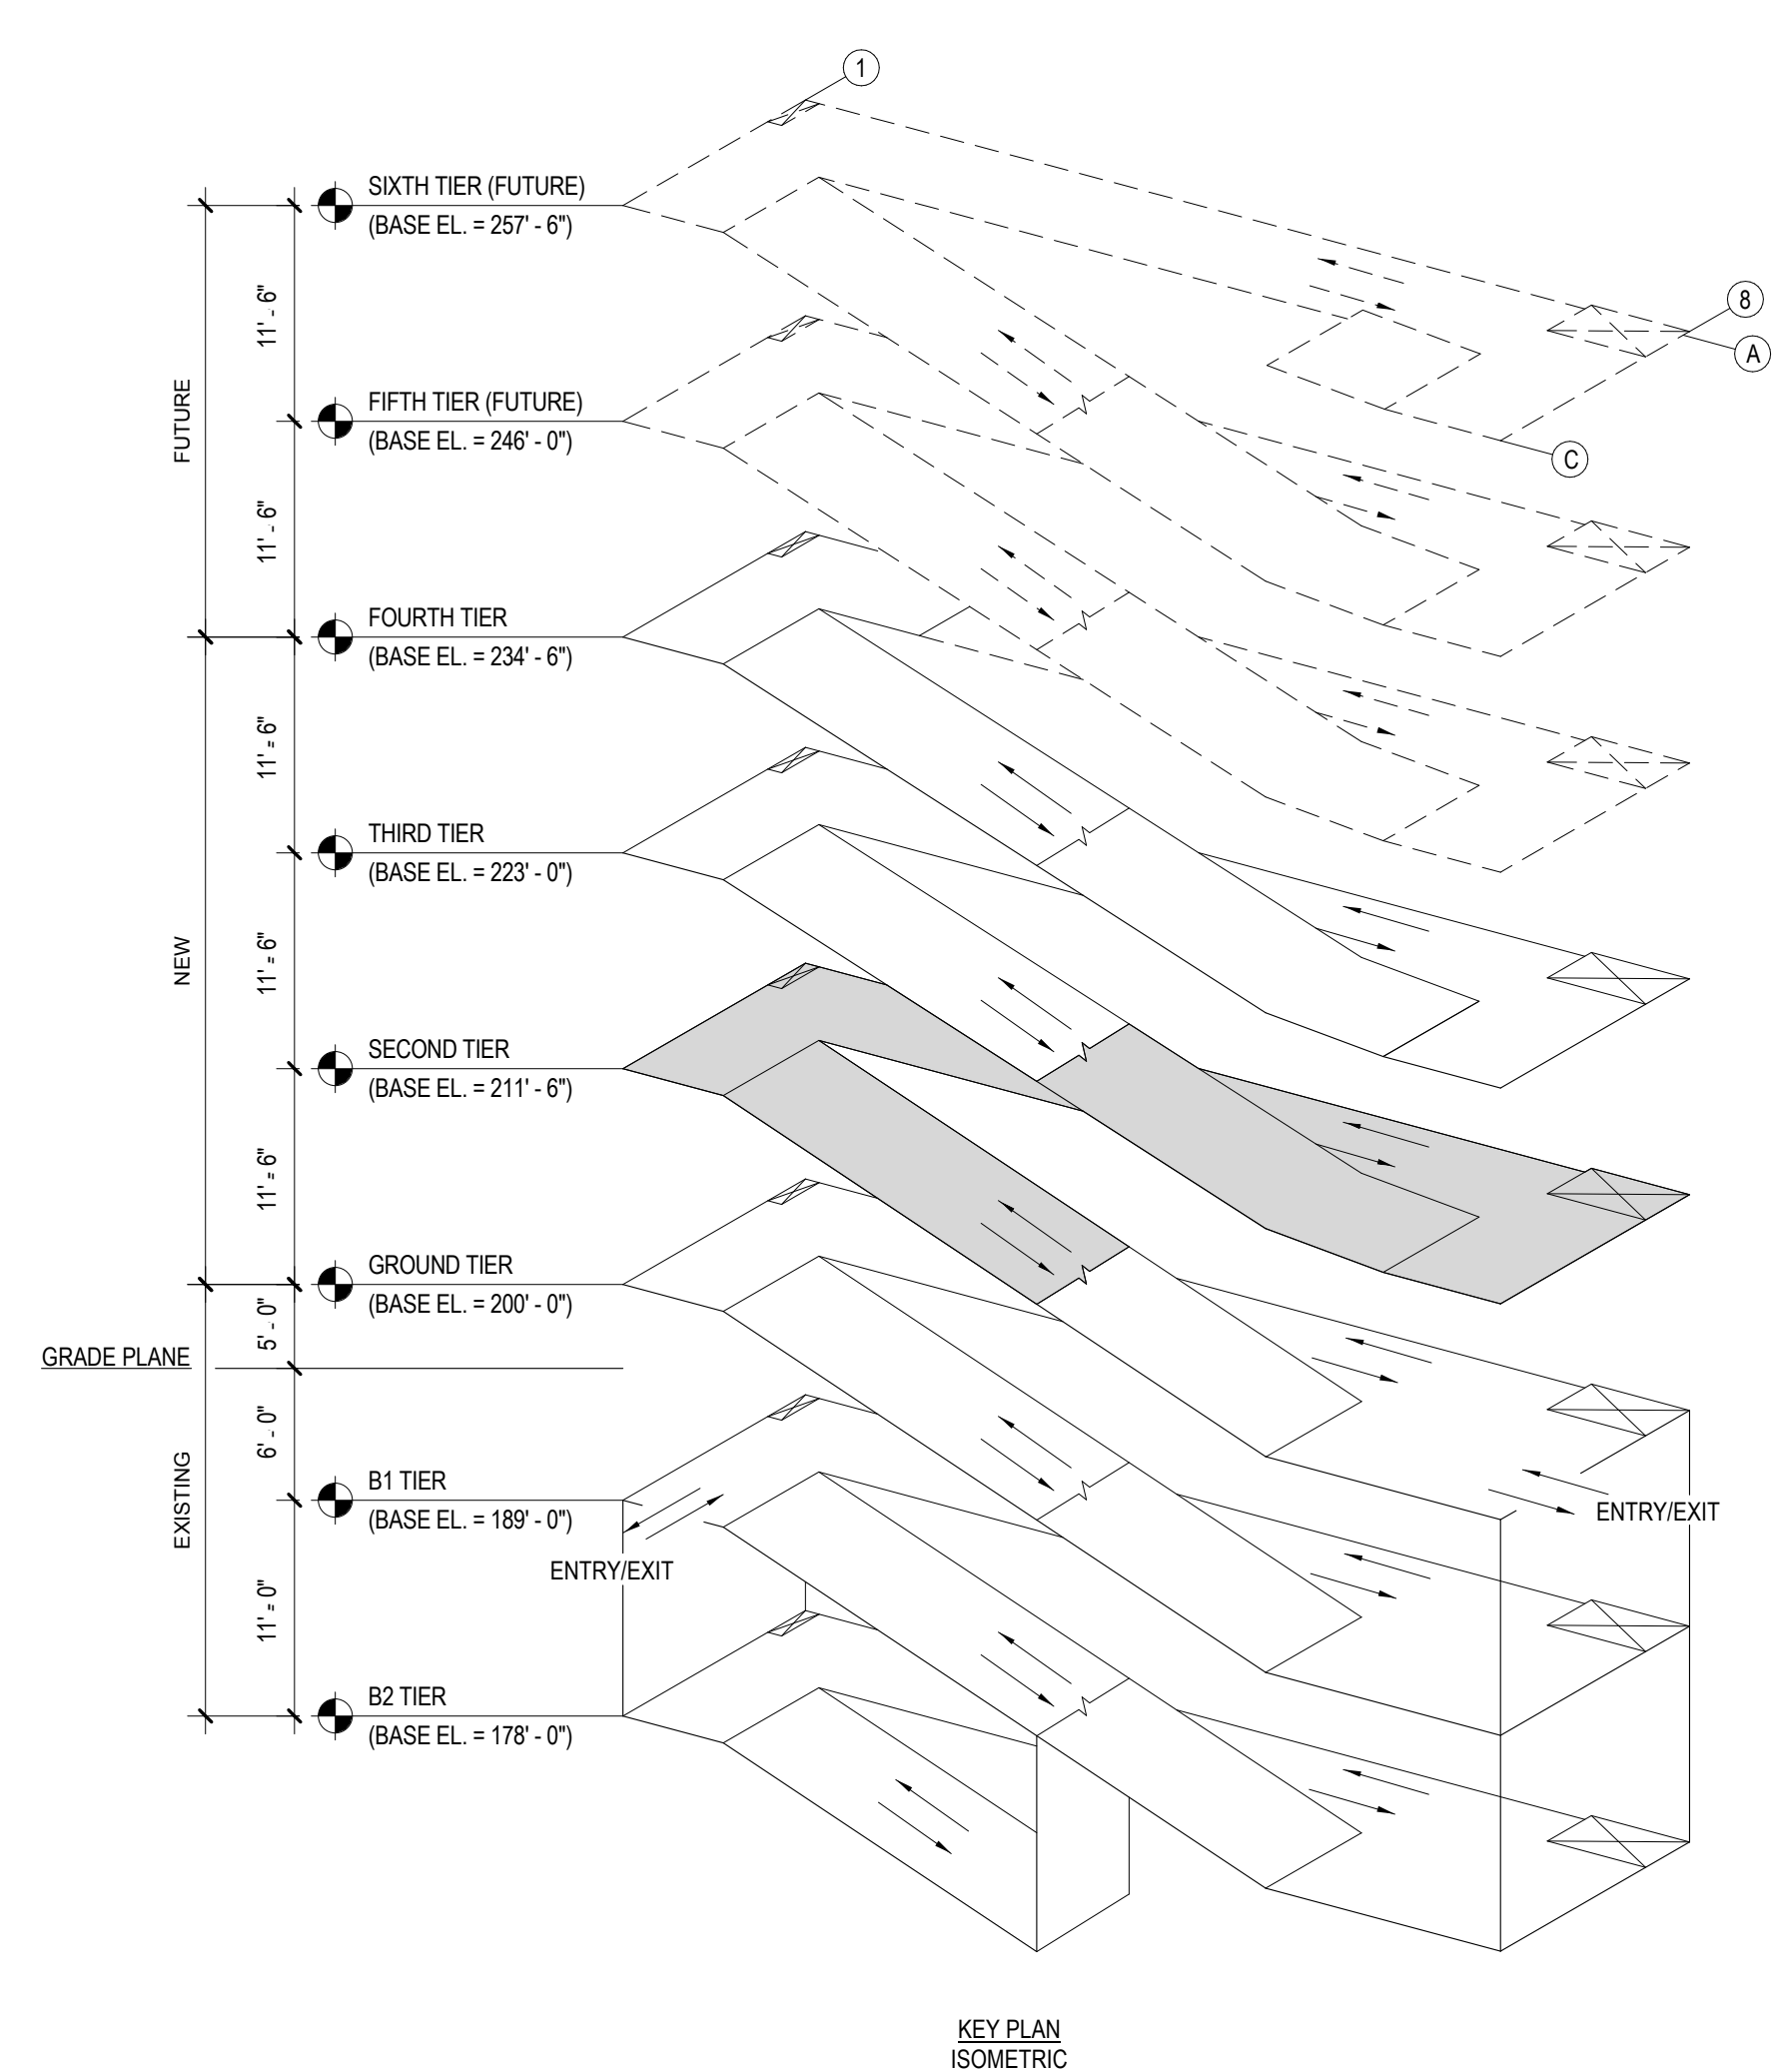 1
SIXTH TIER (FUTURE)
(BASE EL. = 257' - 6")
8
A
11' - 6"
FUTURE
FIFTH TIER (FUTURE)
(BASE EL. = 246' - 0")
C
11' - 6"
FOURTH TIER
(BASE EL. = 234' - 6")
11' - 6"
THIRD TIER
(BASE EL. = 223' - 0")
NEW
11' - 6"
SECOND TIER
(BASE EL. = 211' - 6")
11' - 6"
GROUND TIER
(BASE EL. = 200' - 0")
5' - 0"
GRADE PLANE
6' - 0"
EXISTING
B1 TIER
(BASE EL. = 189' - 0")
ENTRY/EXIT
ENTRY/EXIT
11' - 0"
B2 TIER
(BASE EL. = 178' - 0")
KEY PLAN
ISOMETRIC